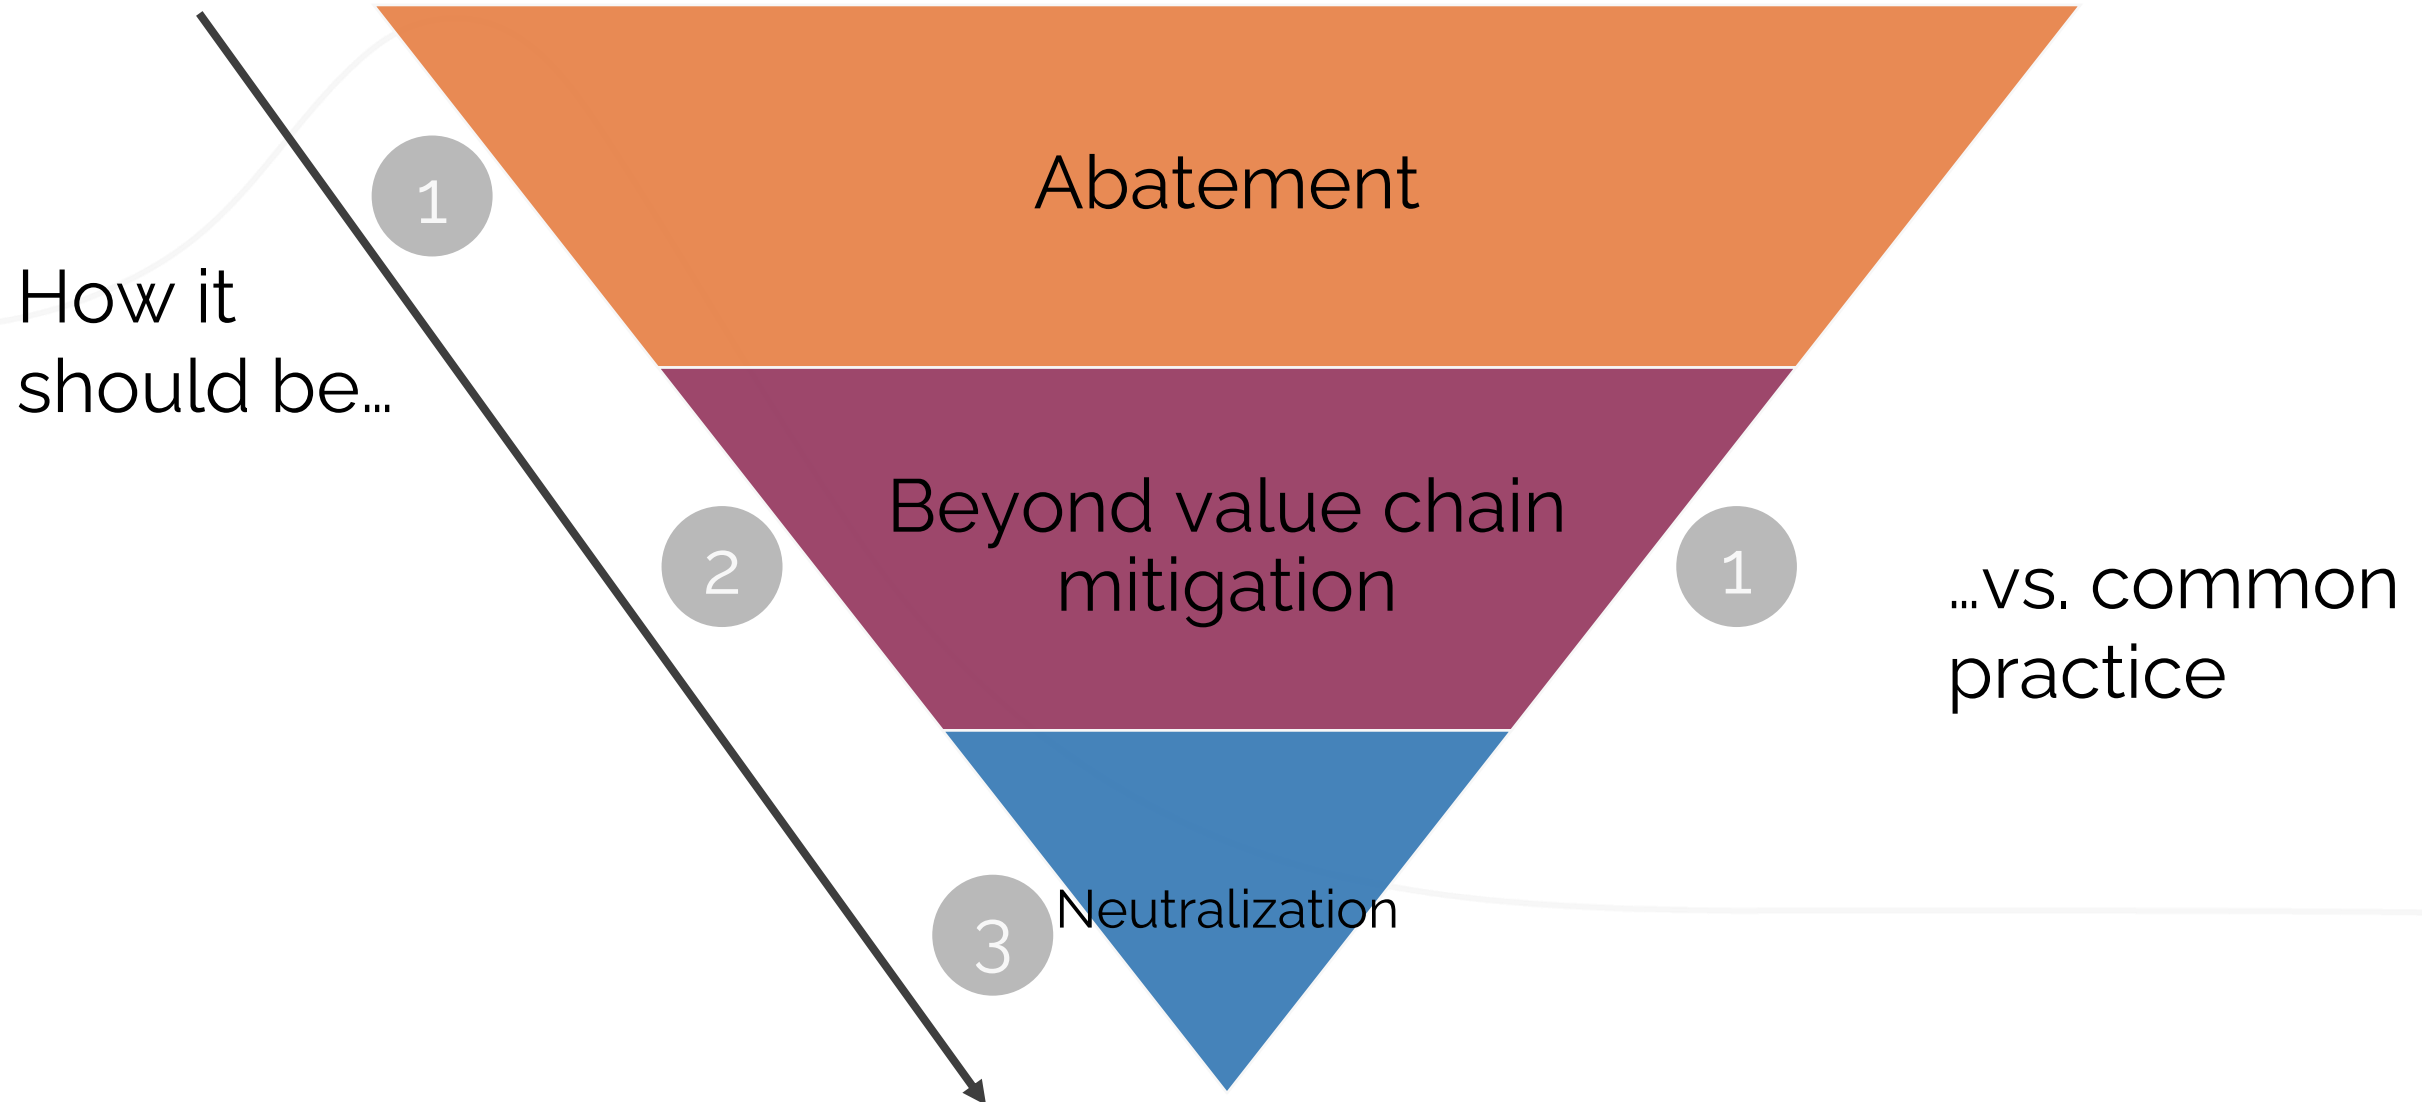 Abatement
1
How it
should be...
Beyond value chain
mitigation
2
1
...vs. common
practice
Neutralization
3